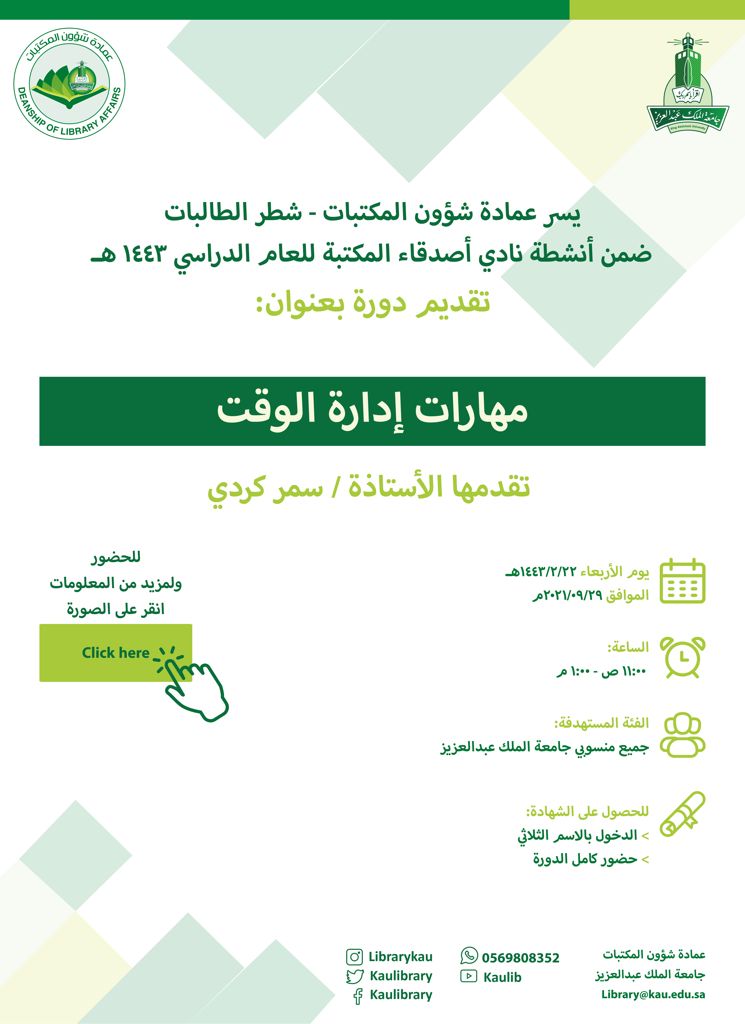 عمادة شؤون المكتبات
DEANSHIP OF LIBRARY AFFAIRS
جامعة الملك عبدالعزيز
يسر عمادة شؤون المكتبات - شطر الطالبات
ضمن أنشطة نادي أصدقاء المكتبة للعام الدراسي ١٤٤٣ هـ
تقديم دورة بعنوان:
مهارات إدارة الوقت
تقدمها الأستاذة / سمر كردي
يوم الأربعاء ١٤٤٣/٢/٢٢هـ
الموافق ٢٠٢١/٠٩/٢٩م
الساعة:
١١:٠٠ ص - ١:٠٠ م
الفئة المستهدفة:
جميع منسوبي جامعة الملك عبدالعزيز
للحصول على الشهادة:
> الدخول بالاسم الثلاثي
> حضور كامل الدورة
للحضور
ولمزيد من المعلومات
انقر على الصورة
Click here
عمادة شؤون المكتبات
جامعة الملك عبدالعزيز
Library@kau.edu.sa
0569808352
Kaulib
Librarykau
Kaulibrary
Kaulibrary